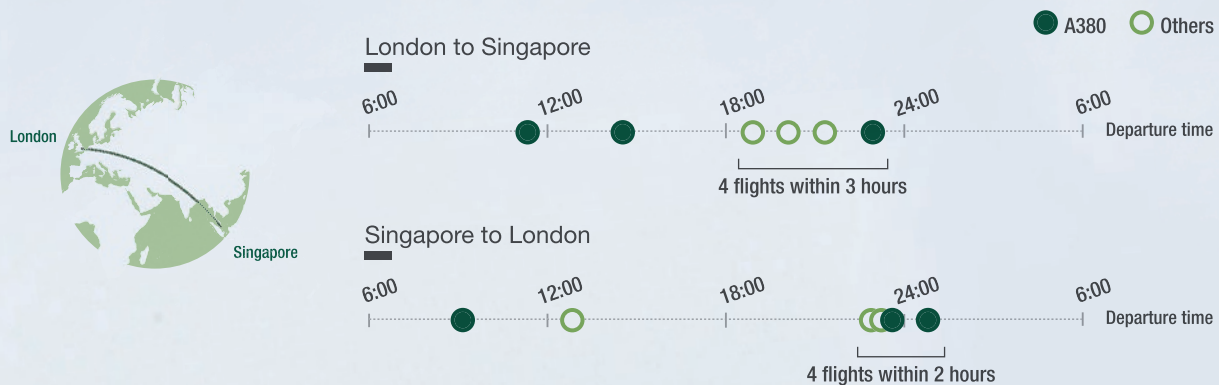 A380 Others
London to Singapore
6:00 12:00 18:00 24:00 6:00
Departure time
4 flights within 3 hours
London
Singapore
Singapore to London
6:00 12:00 18:00 24:00 6:00
Departure time
4 flights within 2 hours